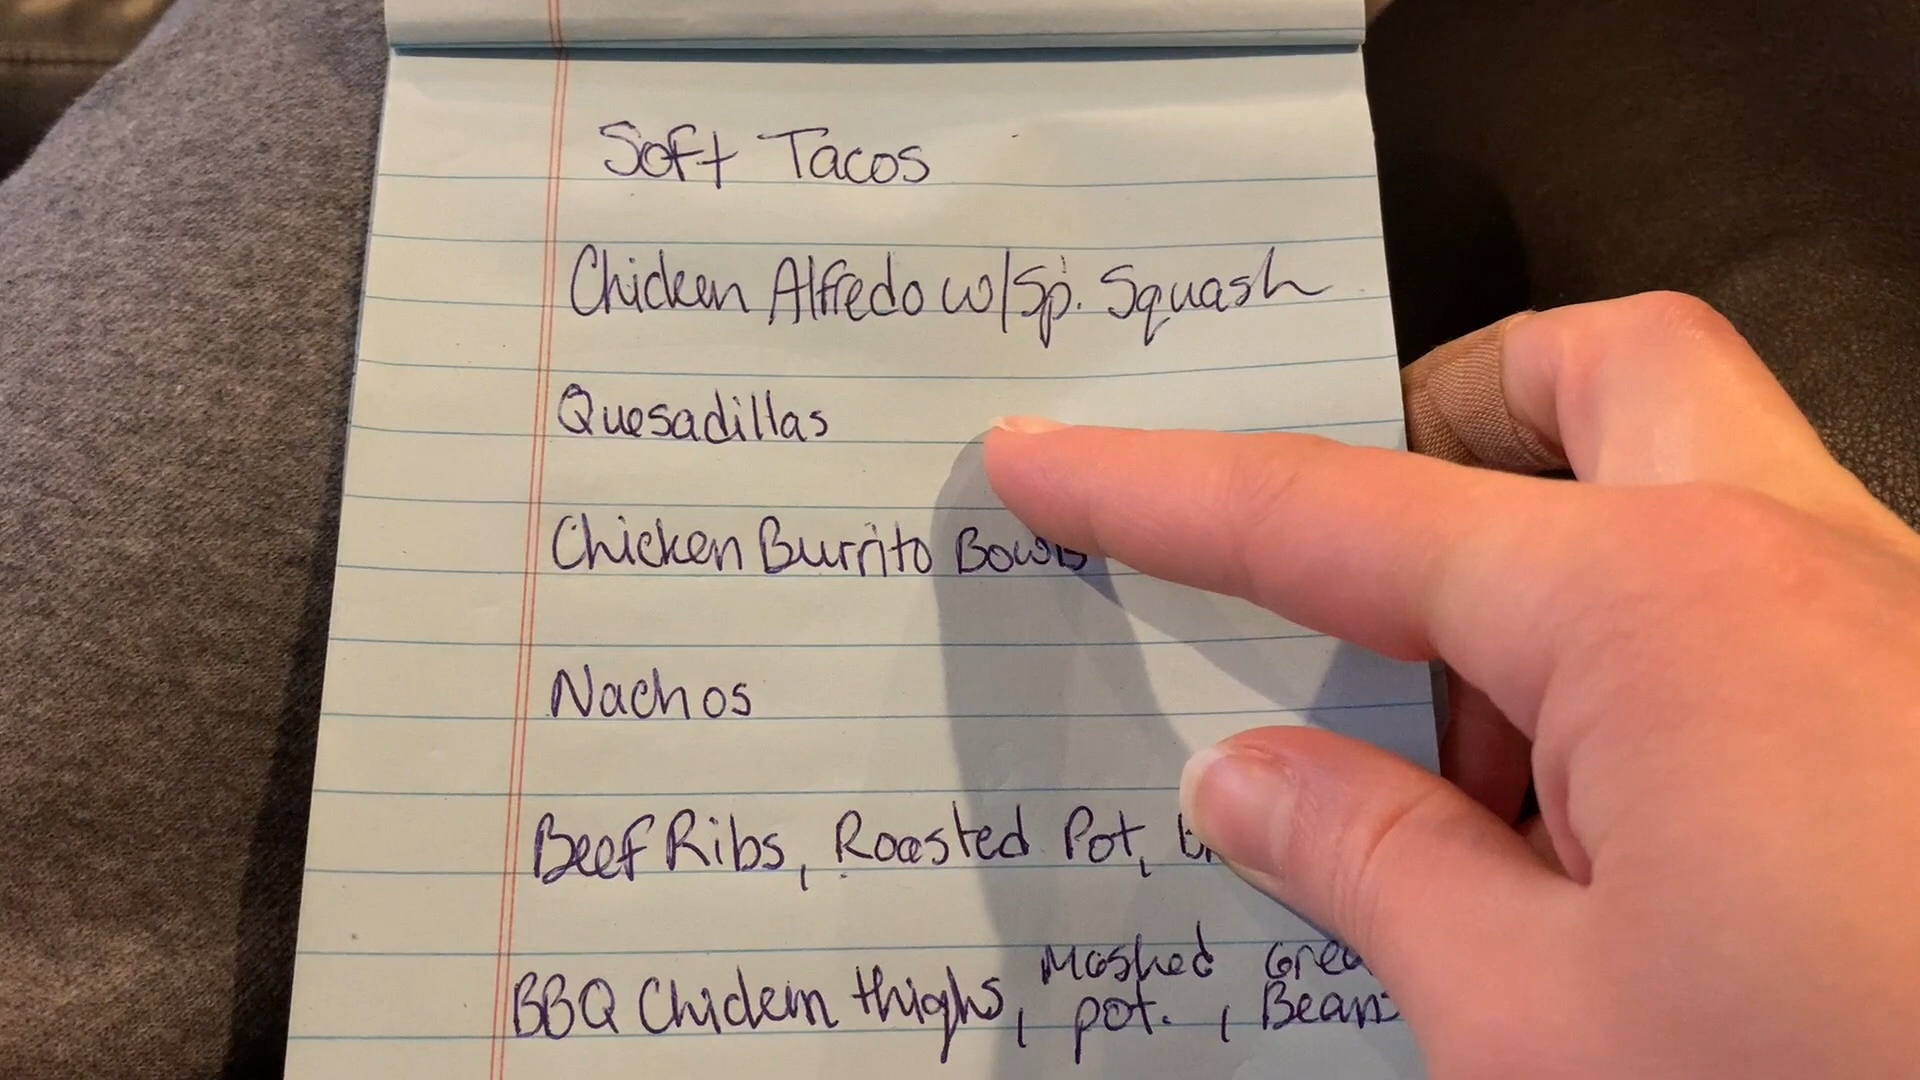 Soft Tacos
Chicken Alfredo w/Sp. Squash
Quesadillas
Chicken Burrito Bowls
Nachos
Beef Ribs, Roasted Pot,
BBQ Chicken thighs, Mashed pot. , Green Beans